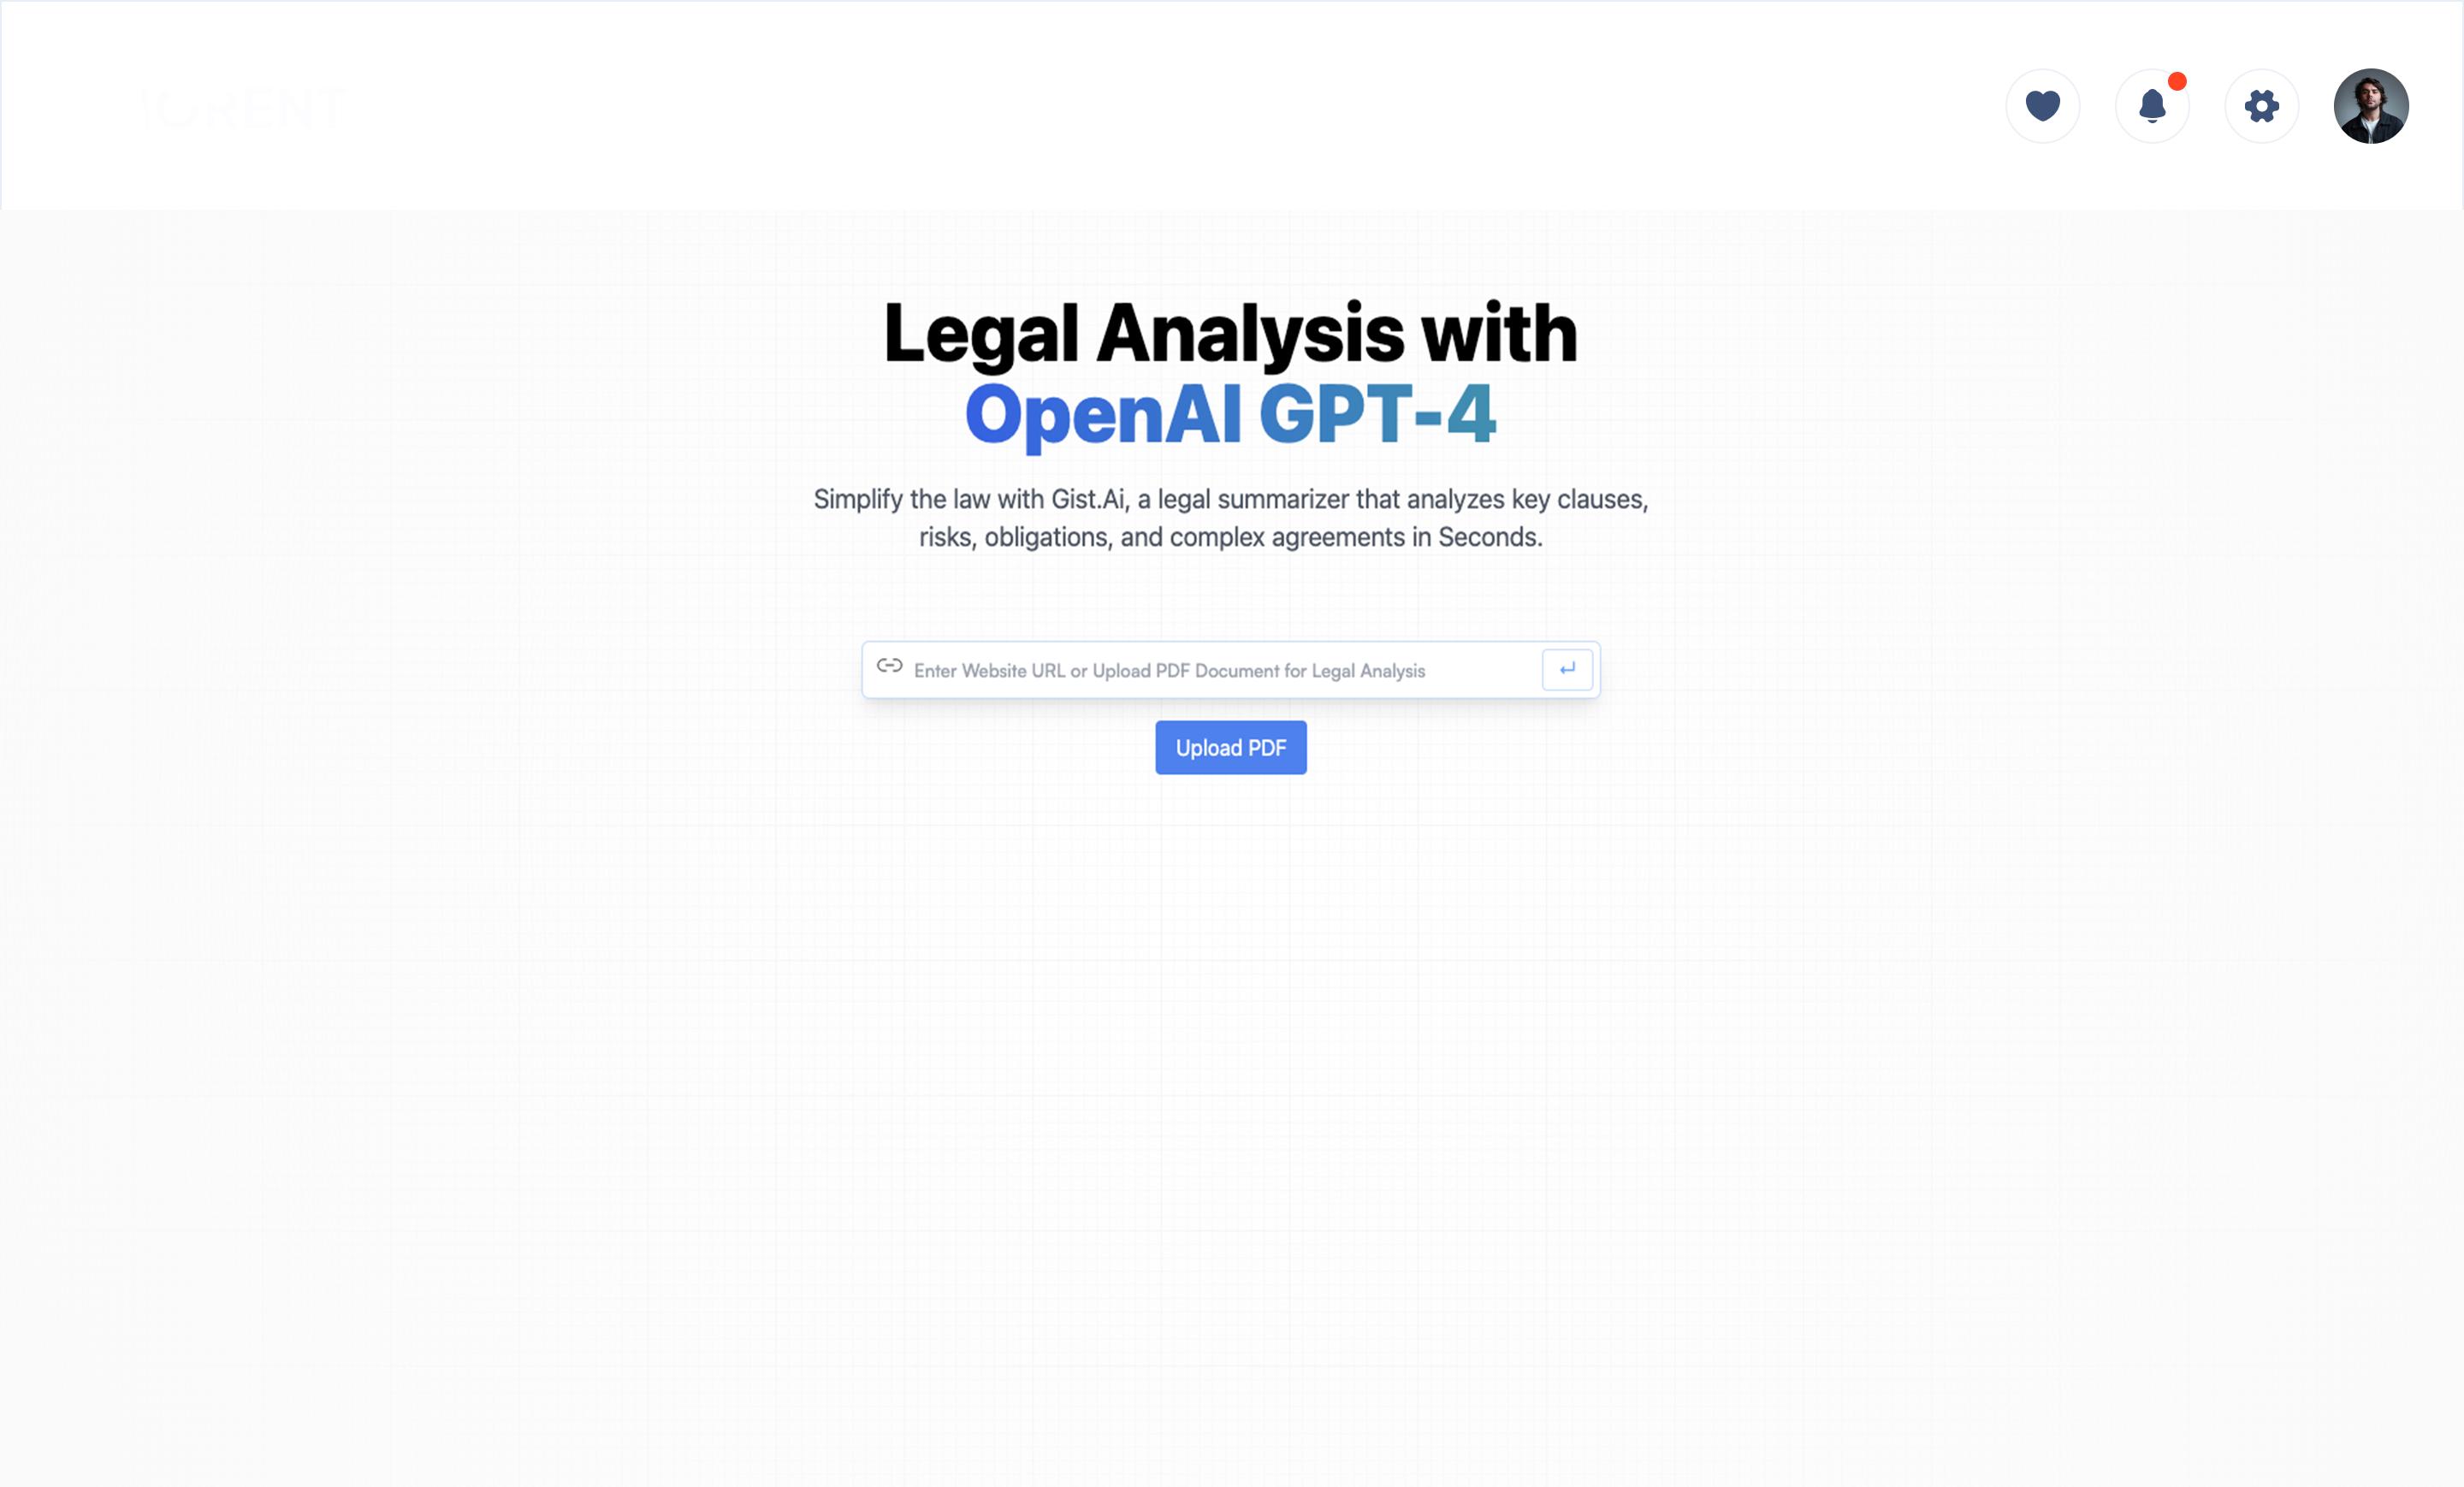 Legal Analysis with
OpenAI GPT-4
Simplify the law with Gist.Ai, a legal summarizer that analyzes key clauses,
risks, obligations, and complex agreements in Seconds.
Enter Website URL or Upload PDF Document for Legal Analysis
Upload PDF